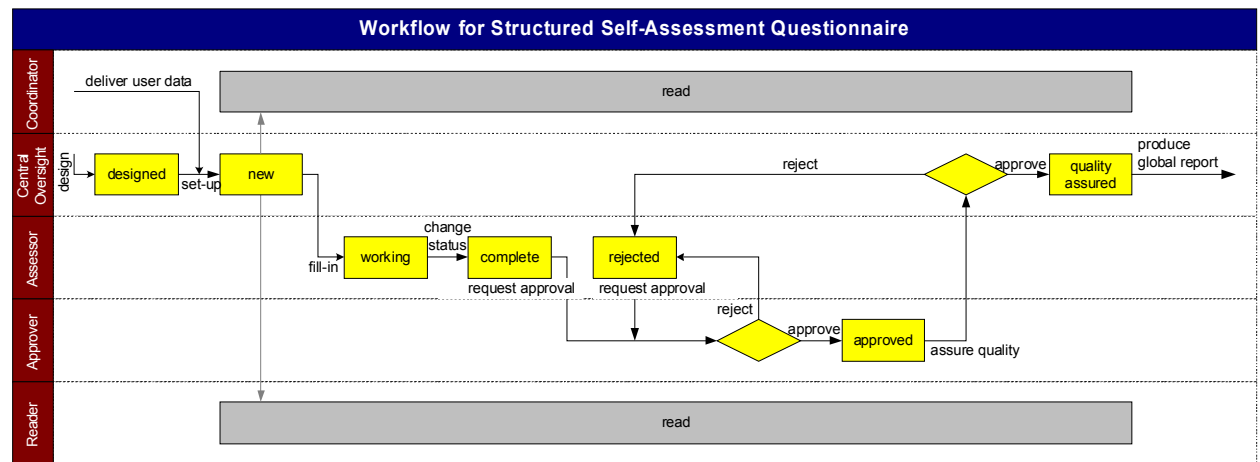 Workflow for Structured Self-Assessment Questionnaire
Coordinator
deliver user data
read
Central
Oversight
design
designed
set-up
new
reject
approve
quality
assured
produce
global report
Assessor
fill-in
working
change
status
complete
request approval
rejected
request approval
Approver
reject
approve
approved
assure quality
Reader
read